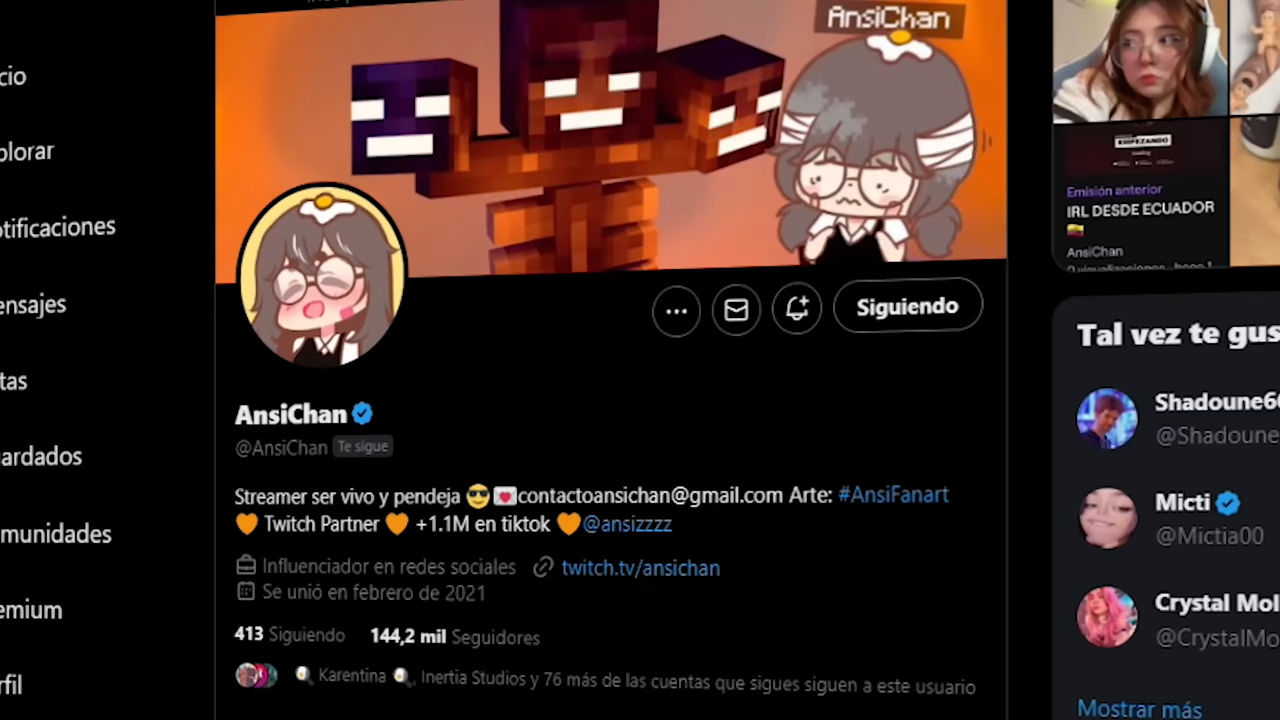 AnsiChan
cio
plorar
otificaciones
ensajes
tas
uardados
omunidades
emium
rfil
Siguiendo
AnsiChan
@AnsiChan Te sigue
Streamer ser vivo y pendeja 😎💌contactoansichan@gmail.com Arte: #AnsiFanart
🧡 Twitch Partner 🧡 +1.1M en tiktok 🧡@ansizzzz
Influenciador en redes sociales twitch.tv/ansichan
Se unió en febrero de 2021
413 Siguiendo 144,2 mil Seguidores
🍳 Karentina 🍳, Inertia Studios y 76 más de las cuentas que sigues siguen a este usuario
EMPEZANDO
Emisión anterior
IRL DESDE ECUADOR
🇪🇨
AnsiChan
Tal vez te gus
Shadoune6
@Shadoune
Micti
@Mictia00
Crystal Mol
@CrystalMo
Mostrar más